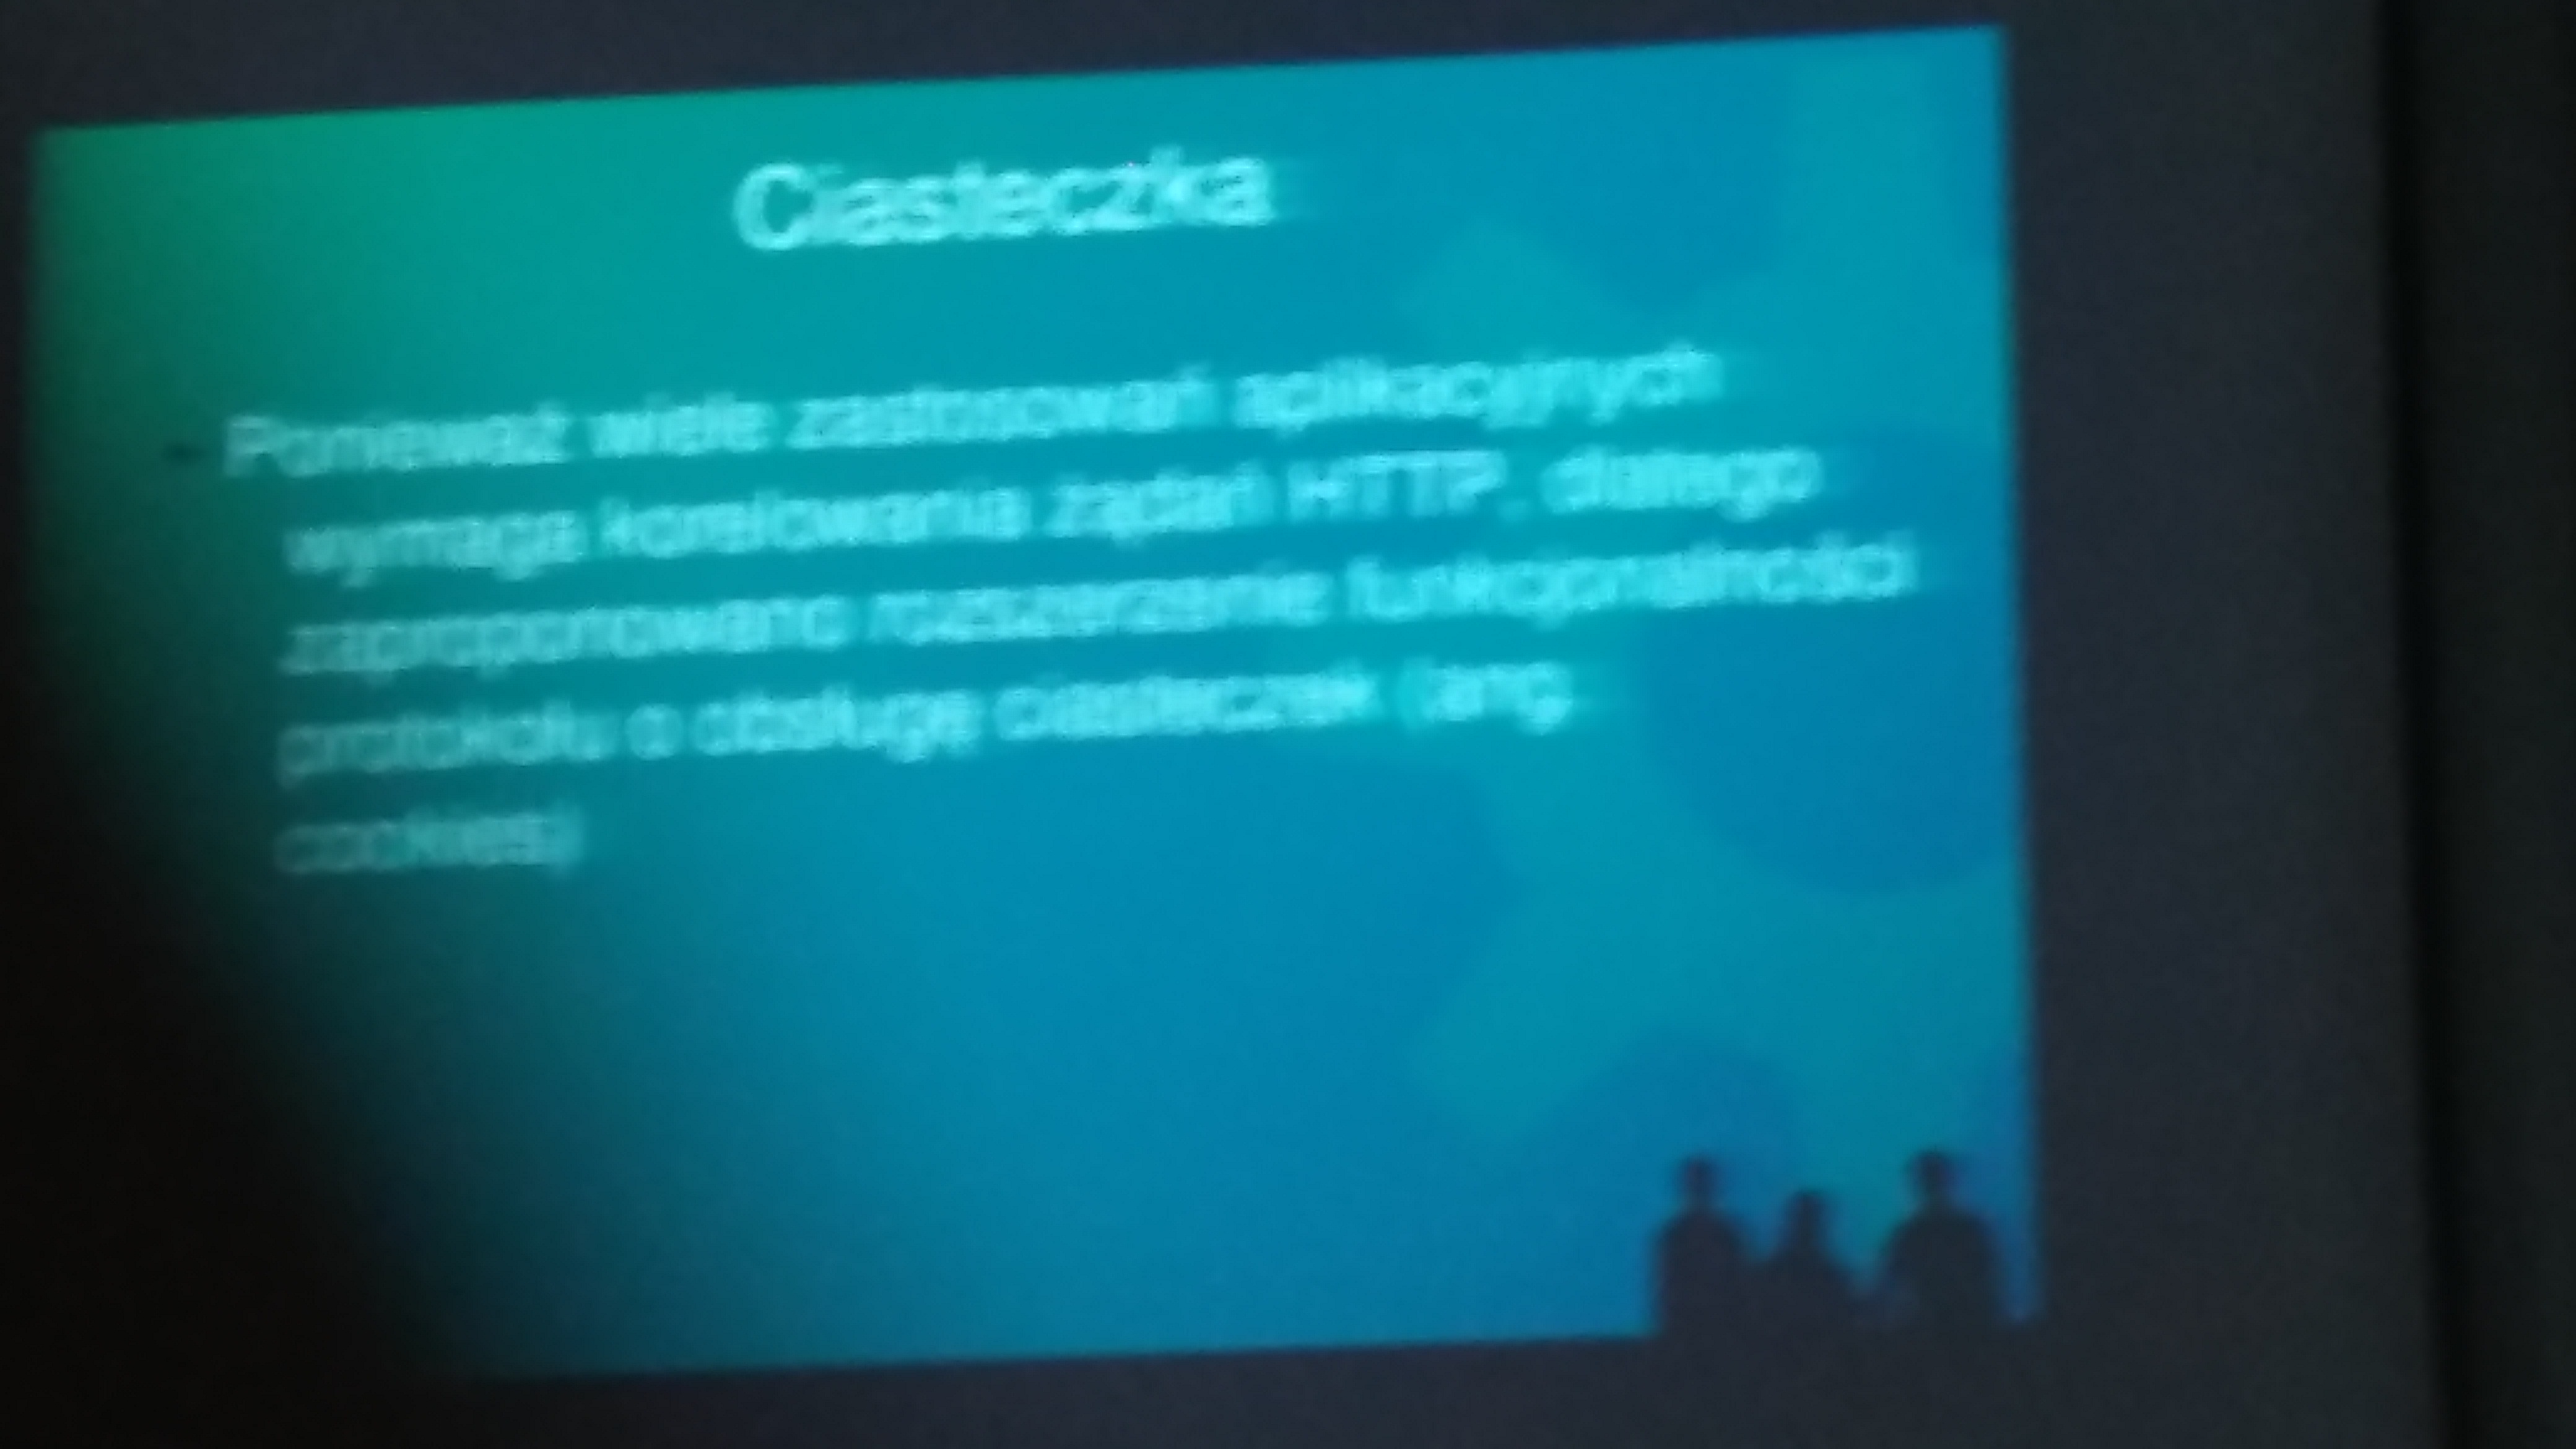 Ciasteczka
- Ponieważ wiele zastosowań aplikacyjnych
wymaga korelowania żądań HTTP, dlatego
zaproponowano rozszerzenie funkcjonalności
protokołu o obsługę ciasteczek (ang.
cookies)